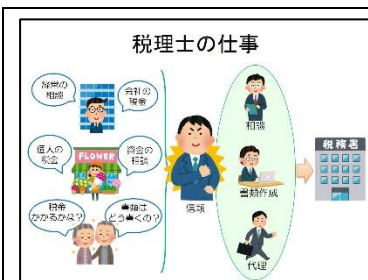 税理士の仕事
経営の
相談
会社の
税金
個人の
税金
FLOWER
資金の
相談
税金
かかるかな?
書類は
どう書くの?
信頼
相談
書類作成
代理
税務署